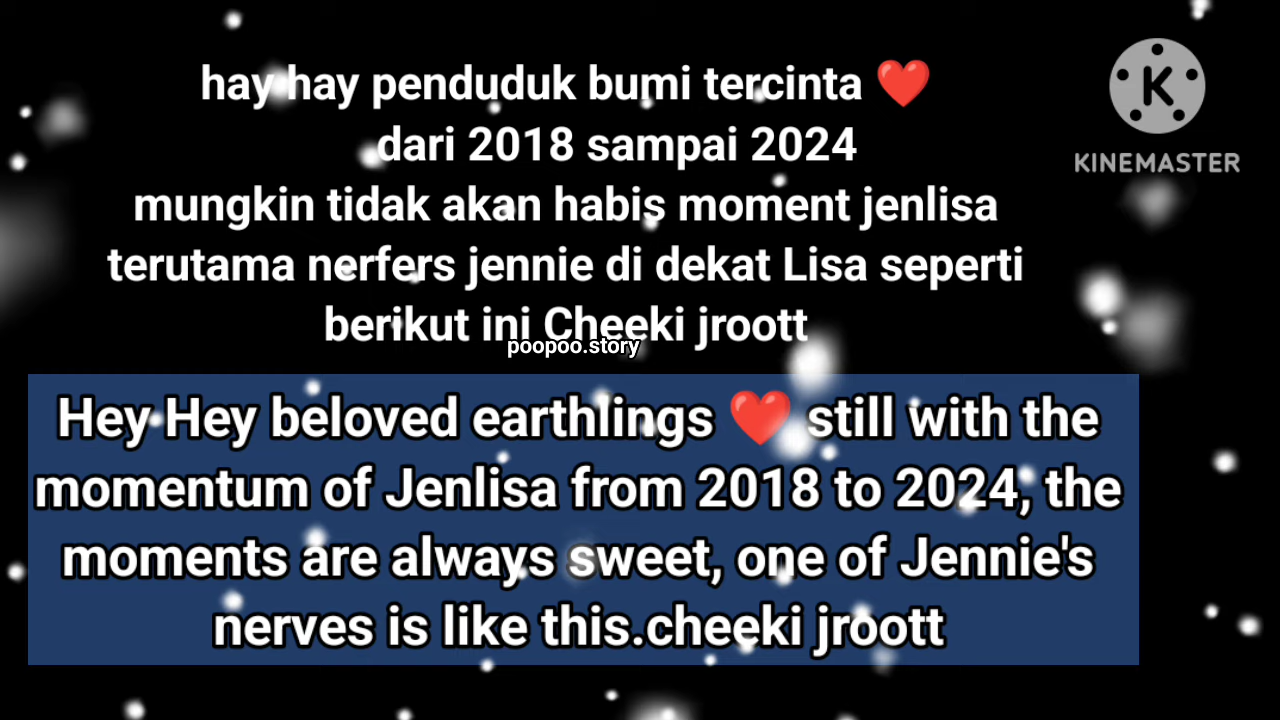 hay hay penduduk bumi tercinta ❤️
dari 2018 sampai 2024
mungkin tidak akan habis moment jenlisa
terutama nerfers jennie di dekat Lisa seperti
berikut ini Cheeki jroott
poopoo.story
Hey Hey beloved earthlings ❤️ still with the
momentum of Jenlisa from 2018 to 2024, the
moments are always sweet, one of Jennie's
nerves is like this.cheeki jroott
K
KINEMASTER